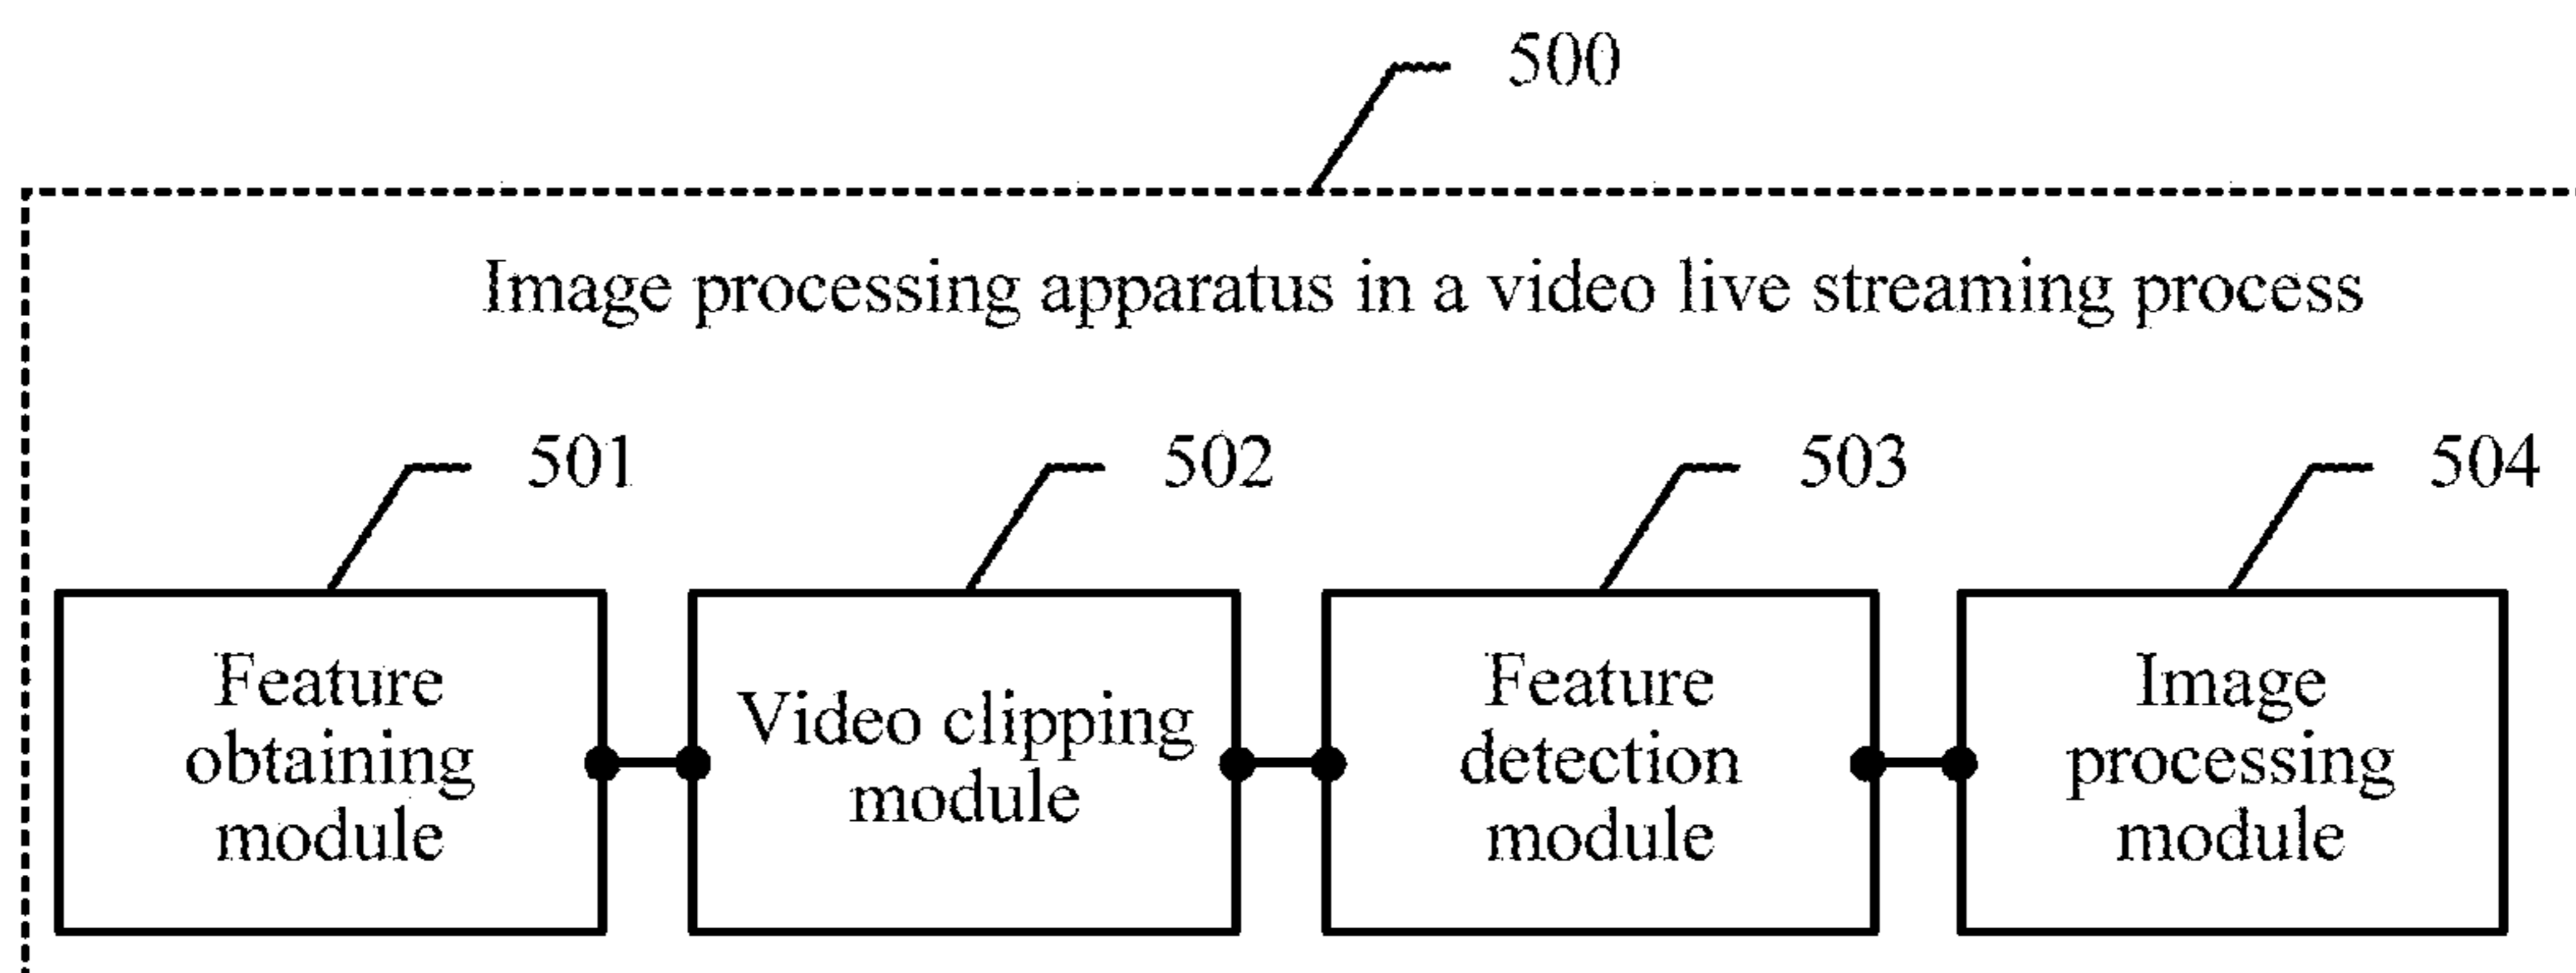 500
Image processing apparatus in a video live streaming process
501
502
503
504
Feature
obtaining
module
Video clipping
module
Feature
detection
module
Image
processing
module